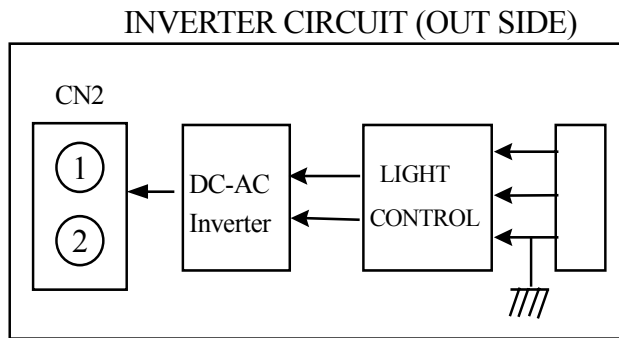 INVERTER CIRCUIT (OUT SIDE)
CN2
1
2
DC-AC
Inverter
LIGHT
CONTROL